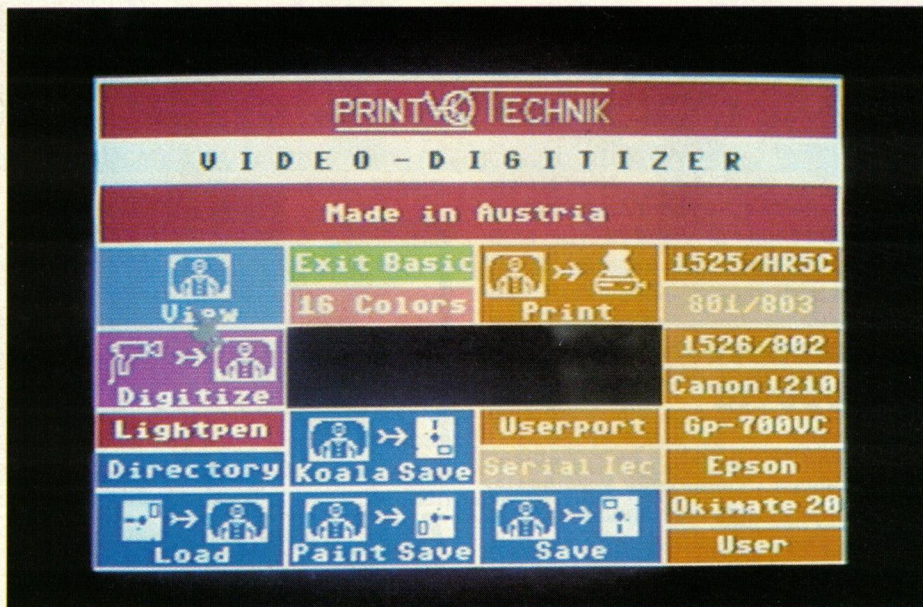 PRINT TECHNIK
VIDEO-DIGITIZER
Made in Austria
View
Exit Basic
16 Colors
Print
1525/HR5C
801/803
Digitize
1526/802
Canon 1210
Lightpen
Directory
Koala Save
Userport
Serial Iec
Gp-700VC
Epson
Load
Paint Save
Save
Okimate 20
User